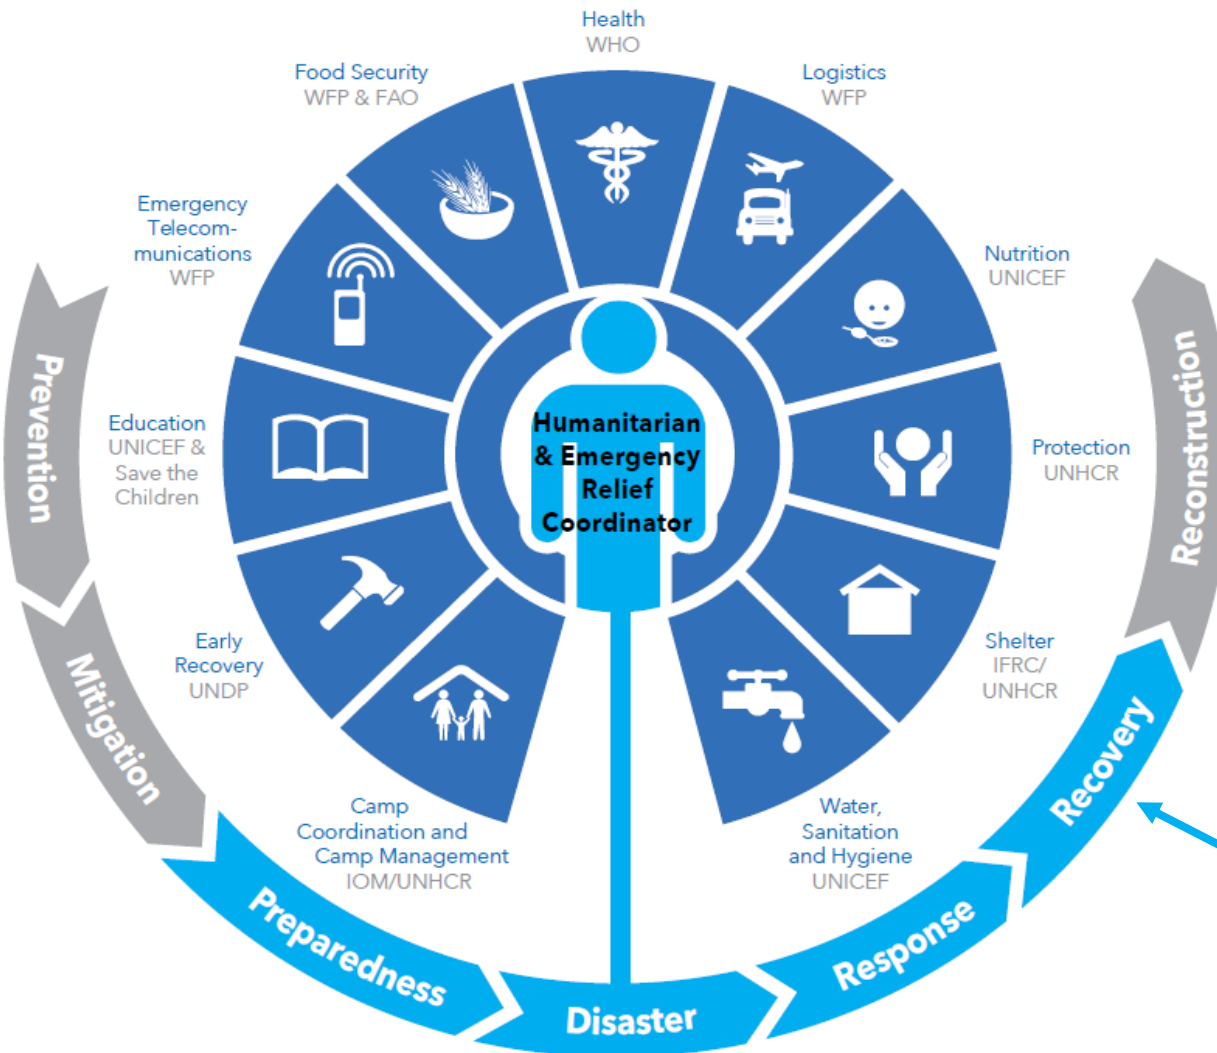 Health
WHO
Food Security
WFP & FAO
Logistics
WFP
Emergency
Telecom-
munications
WFP
Nutrition
UNICEF
Education
UNICEF &
Save the
Children
Humanitarian
& Emergency
Relief
Coordinator
Protection
UNHCR
Early
Recovery
UNDP
Shelter
IFRC/
UNHCR
Camp
Coordination and
Camp Management
IOM/UNHCR
Water,
Sanitation
and Hygiene
UNICEF
Prevention
Mitigation
Preparedness
Disaster
Response
Recovery
Reconstruction